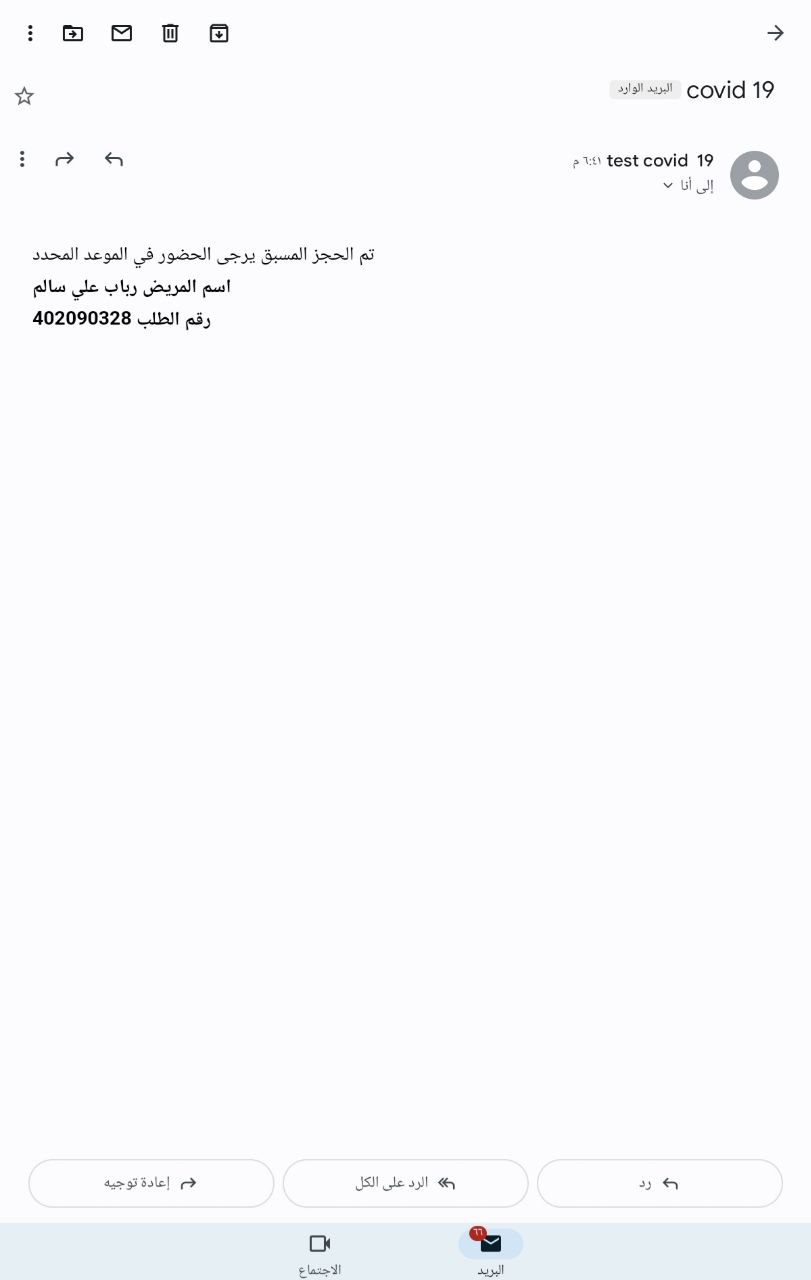 covid 19 البريد الوارد
test covid 19 ٦:٤١ م
إلى أنا
تم الحجز المسبق يرجى الحضور في الموعد المحدد
اسم المريض رباب علي سالم
رقم الطلب 402090328
رد
الرد على الكل
إعادة توجيه
٦٦
البريد
الاجتماع